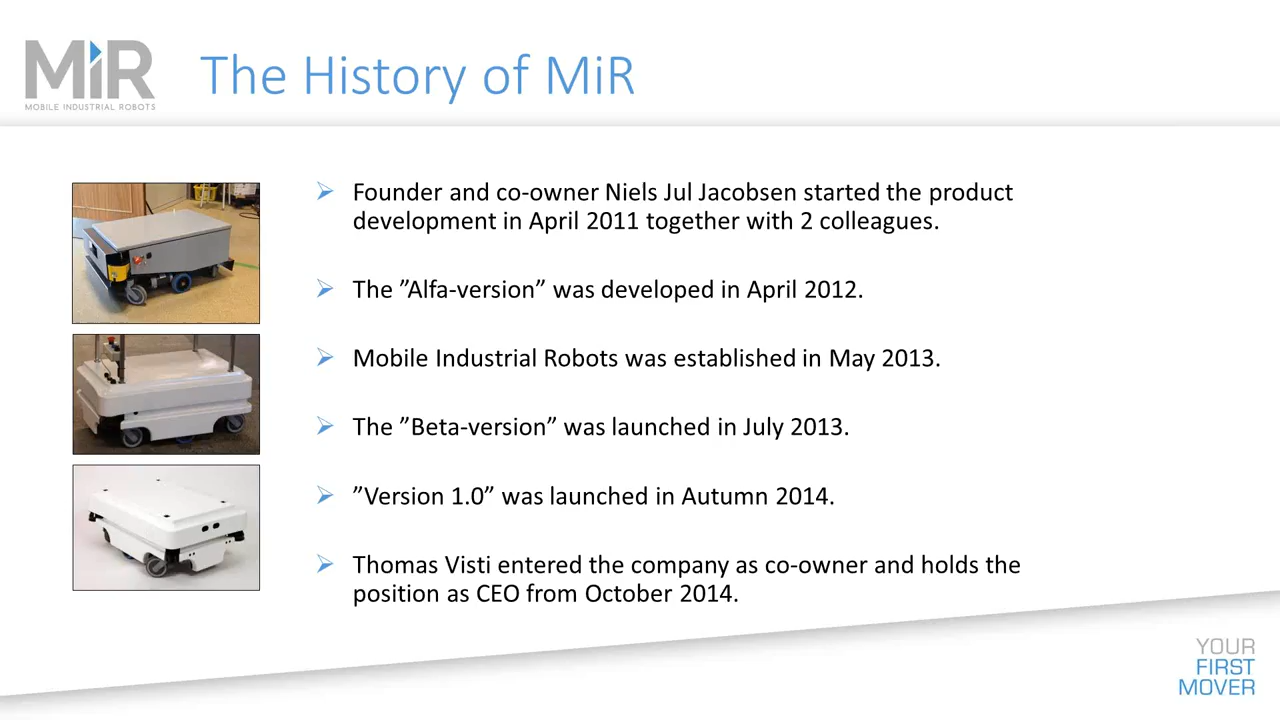 MiR
MOBILE INDUSTRIAL ROBOTS
The History of MiR
Founder and co-owner Niels Jul Jacobsen started the product
development in April 2011 together with 2 colleagues.
The ”Alfa-version” was developed in April 2012.
Mobile Industrial Robots was established in May 2013.
The ”Beta-version” was launched in July 2013.
”Version 1.0” was launched in Autumn 2014.
Thomas Visti entered the company as co-owner and holds the
position as CEO from October 2014.
YOUR
FIRST
MOVER